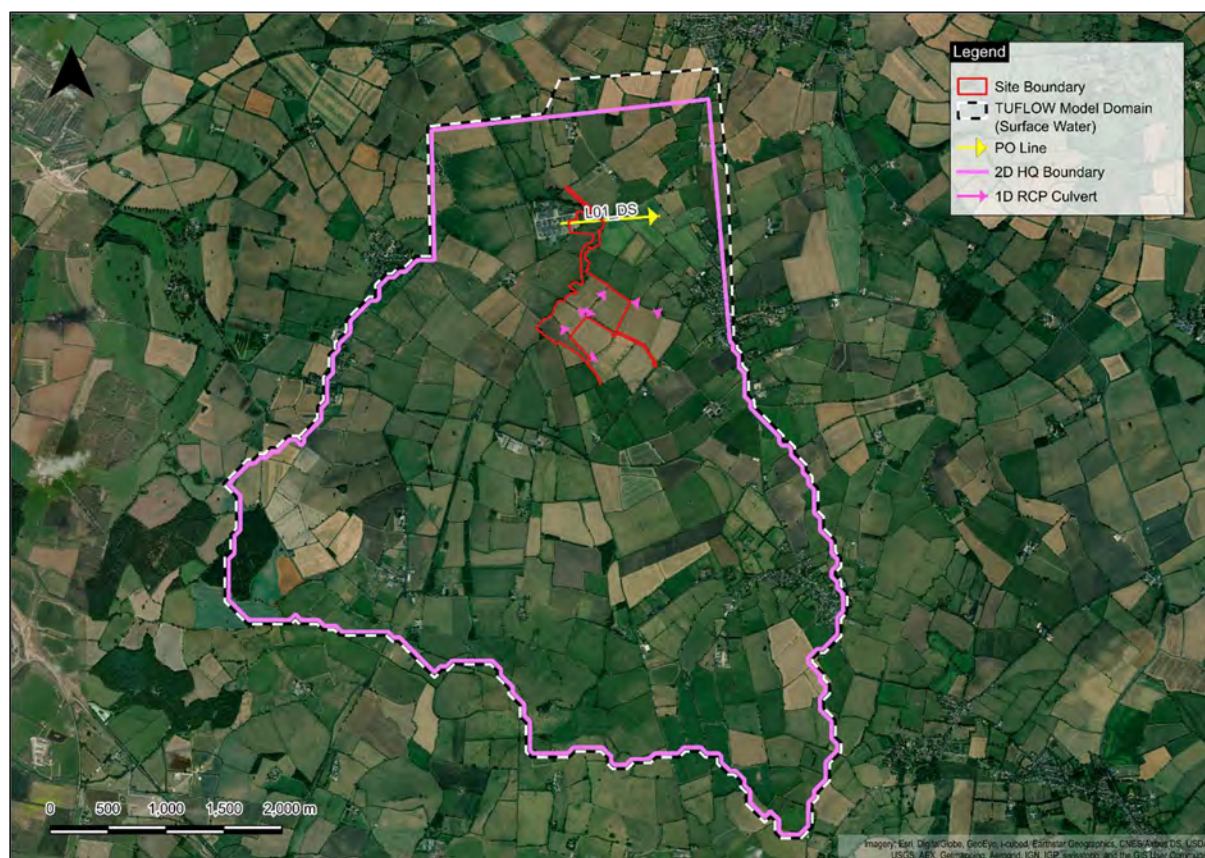 Legend
Site Boundary
TUFLOW Model Domain
(Surface Water)
PO Line
2D HQ Boundary
1D RCP Culvert
L01_DS
0 500 1,000 1,500 2,000 m
Imagery: Esri, DigitalGlobe, GeoEye, i-cubed, Earthstar Geographics, CNES/Airbus DS, USDA,
USGS, AEX, Getmapping, Aerogrid, IGN, IGP, swisstopo, and the GIS User Community